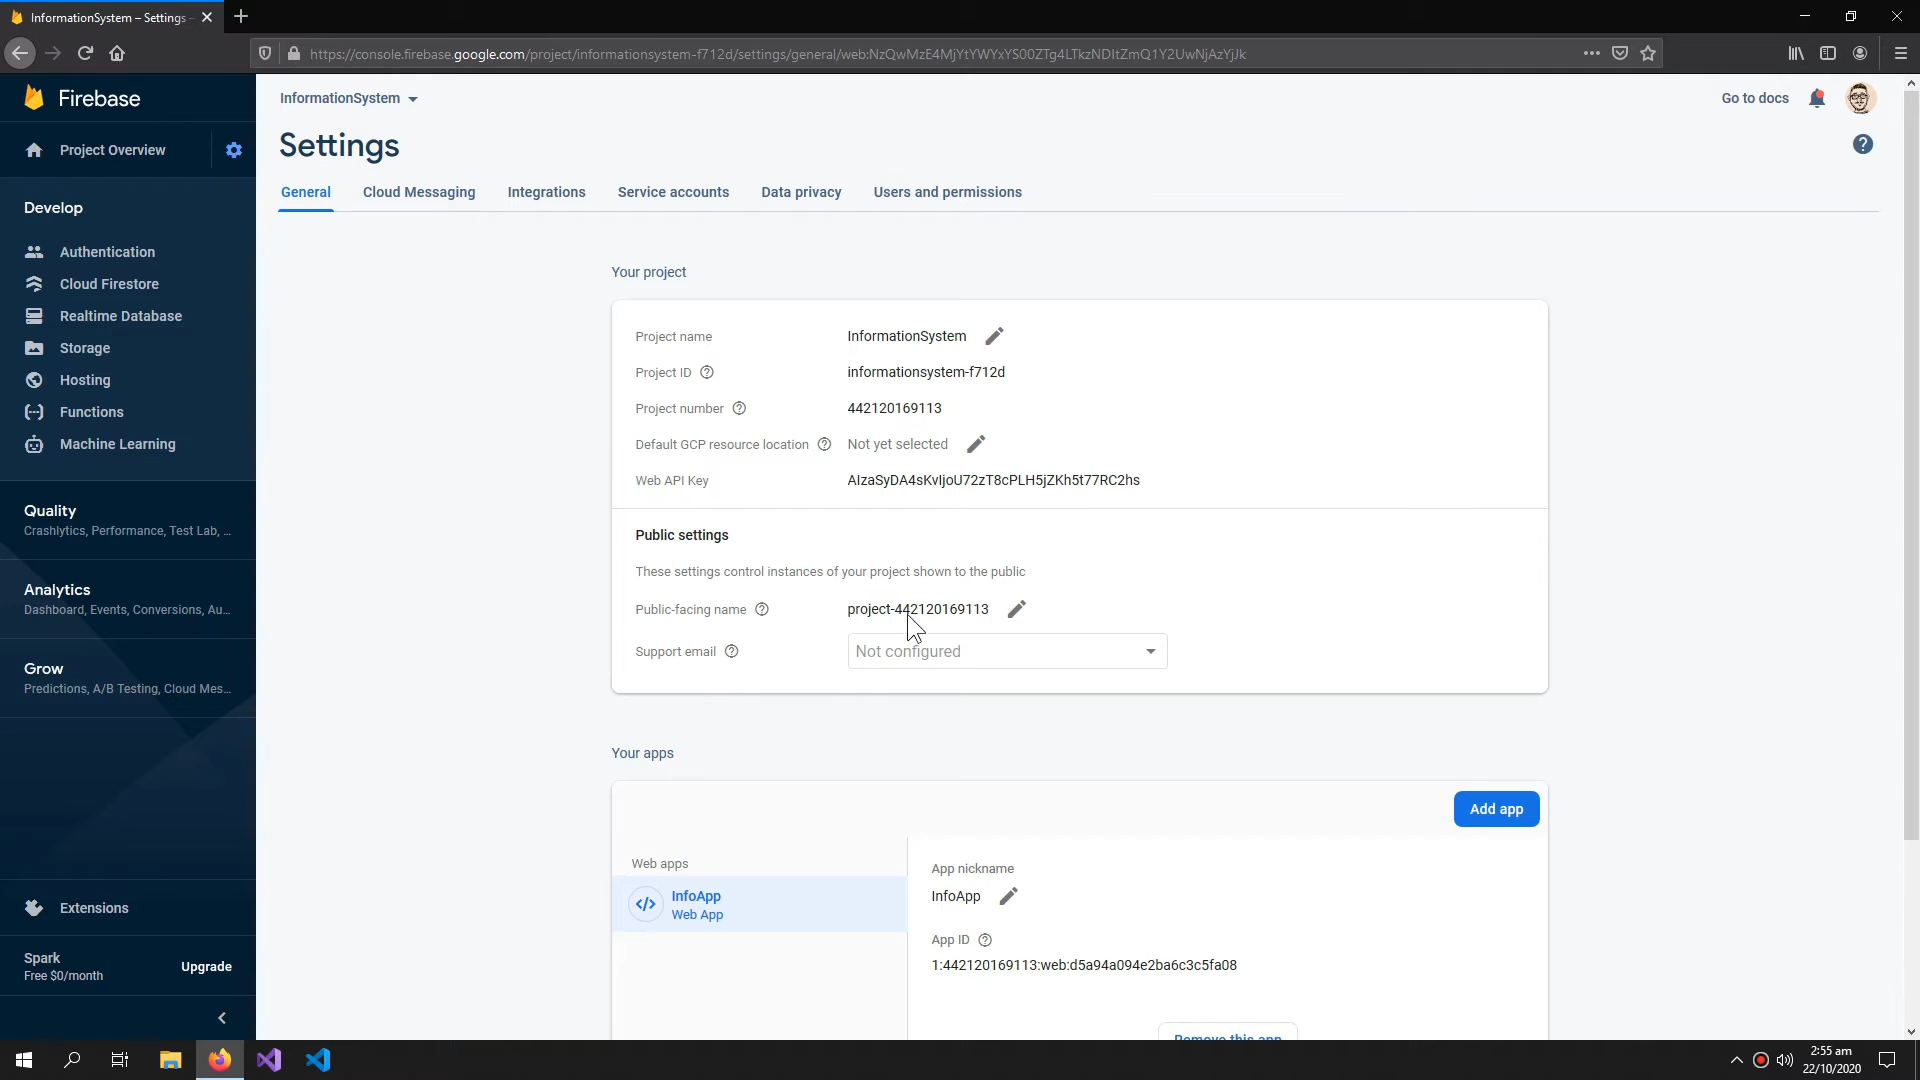 InformationSystem – Settings -
https://console.firebase.google.com/project/informationsystem-f712d/settings/general/web:NzQwMzE4MjYtYWYxYS00ZTg4LTkzNDItZmQ1Y2UwNjAzYjJk
Firebase
InformationSystem
Go to docs
Project Overview
Settings
?
General
Cloud Messaging
Integrations
Service accounts
Data privacy
Users and permissions
Develop
Authentication
Cloud Firestore
Realtime Database
Storage
Hosting
Functions
Machine Learning
Quality
Crashlytics, Performance, Test Lab, ...
Analytics
Dashboard, Events, Conversions, Au...
Grow
Predictions, A/B Testing, Cloud Mes...
Extensions
Spark
Free $0/month
Upgrade
Your project
Project name InformationSystem
Project ID informationsystem-f712d
Project number 442120169113
Default GCP resource location Not yet selected
Web API Key AIzaSyDA4sKvIjoU72zT8cPLH5jZKh5t77RC2hs
Public settings
These settings control instances of your project shown to the public
Public-facing name project-442120169113
Support email Not configured
Your apps
Add app
Web apps
InfoApp
Web App
App nickname
InfoApp
App ID
1:442120169113:web:d5a94a094e2ba6c3c5fa08
Remove this app
2:55 am
22/10/2020